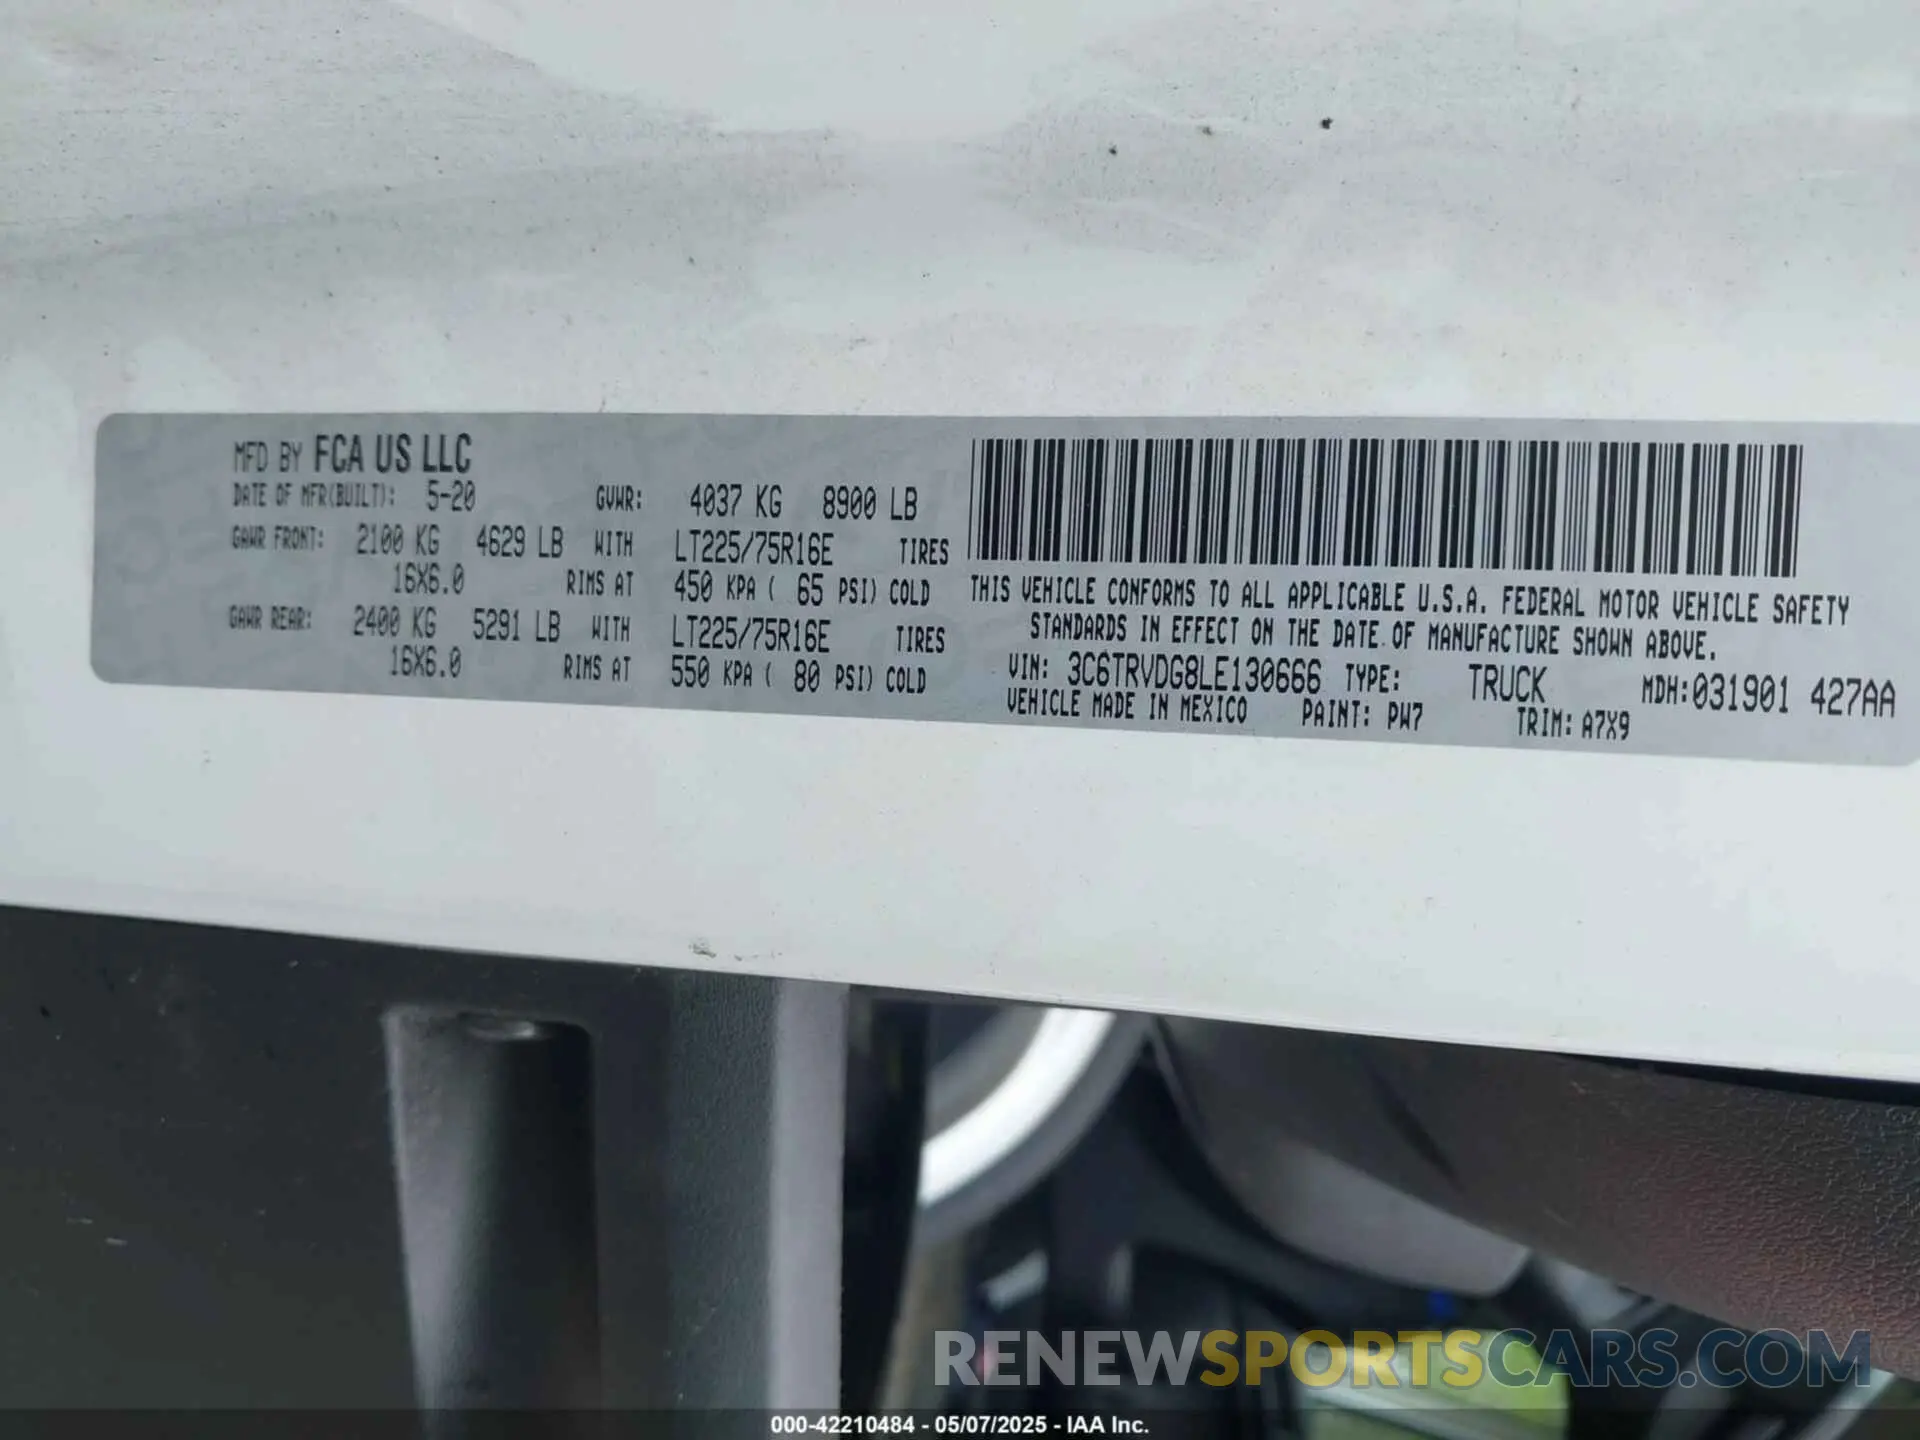 MFD BY FCA US LLC
DATE OF MFR(BUILT): 5-20 GVWR: 4037 KG 8900 LB
GAWR FRONT: 2100 KG 4629 LB WITH LT225/75R16E TIRES
16X6.0 RIMS AT 450 KPA ( 65 PSI) COLD
GAWR REAR: 2400 KG 5291 LB WITH LT225/75R16E TIRES
16X6.0 RIMS AT 550 KPA ( 80 PSI) COLD
THIS VEHICLE CONFORMS TO ALL APPLICABLE U.S.A. FEDERAL MOTOR VEHICLE SAFETY
STANDARDS IN EFFECT ON THE DATE OF MANUFACTURE SHOWN ABOVE.
VIN: 3C6TRVDG8LE130666 TYPE: TRUCK MDH:031901 427AA
VEHICLE MADE IN MEXICO PAINT: PW7 TRIM: A7X9
RENEWSPORTSCARS.COM
000-42210484 - 05/07/2025 - IAA Inc.